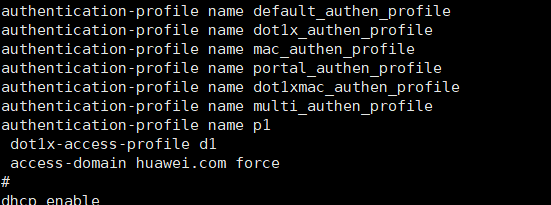 authentication-profile name default_authen_profile
authentication-profile name dot1x_authen_profile
authentication-profile name mac_authen_profile
authentication-profile name portal_authen_profile
authentication-profile name dot1xmac_authen_profile
authentication-profile name multi_authen_profile
authentication-profile name p1
 dot1x-access-profile d1
 access-domain huawei.com force
#
dhcp enable